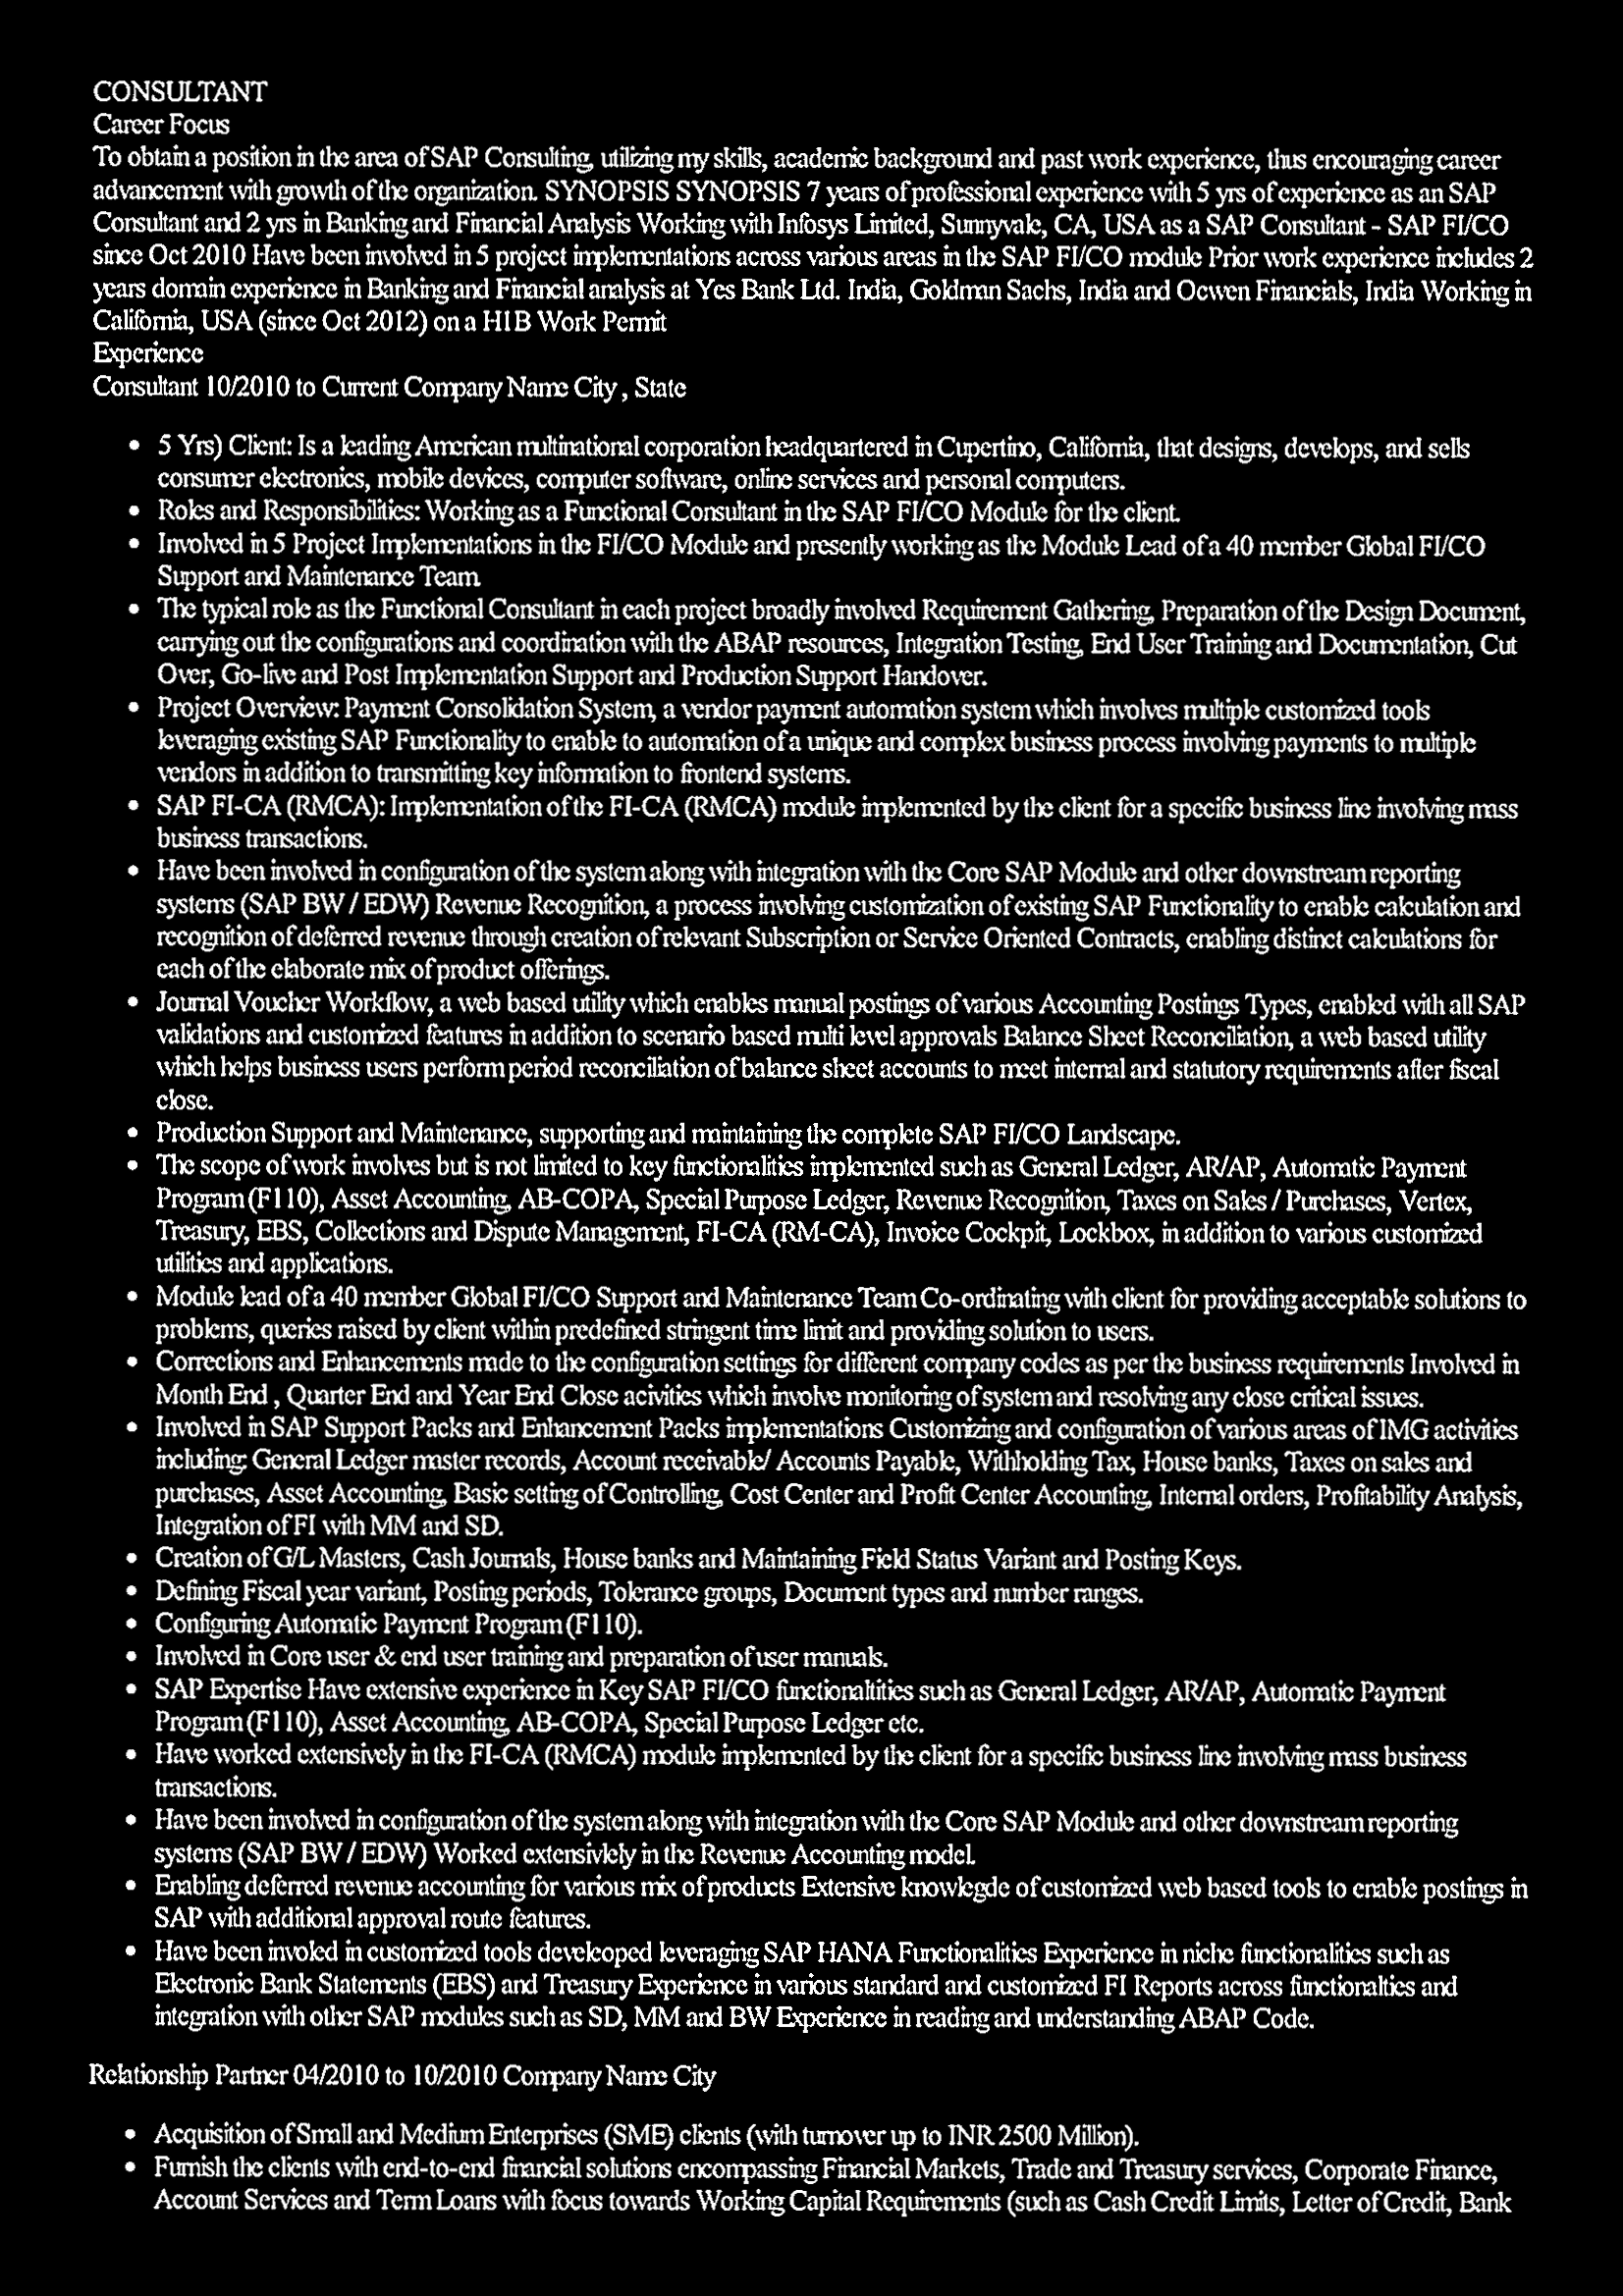 CONSULTANT
Career Focus
To obtain a position in the area of SAP Consulting, utilizing my skills, academic background and past work experience, thus encouraging career
advancement with growth of the organization. SYNOPSIS SYNOPSIS 7 years of professional experience with 5 yrs of experience as an SAP
Consultant and 2 yrs in Banking and Financial Analysis Working with Infosys Limited, Sunnyvale, CA, USA as a SAP Consultant - SAP FI/CO
since Oct 2010 Have been involved in 5 project implementations across various areas in the SAP FI/CO module Prior work experience includes 2
years domain experience in Banking and Financial analysis at Yes Bank Ltd. India, Goldman Sachs, India and Ocwen Financials, India Working in
California, USA (since Oct 2012) on a H1B Work Permit
Experience
Consultant 10/2010 to Current Company Name City , State
• 5 Yrs) Client: Is a leading American multinational corporation headquartered in Cupertino, California, that designs, develops, and sells
consumer electronics, mobile devices, computer software, online services and personal computers.
• Roles and Responsibilities: Working as a Functional Consultant in the SAP FI/CO Module for the client.
• Involved in 5 Project Implementations in the FI/CO Module and presently working as the Module Lead of a 40 member Global FI/CO
Support and Maintenance Team.
• The typical role as the Functional Consultant in each project broadly involved Requirement Gathering, Preparation of the Design Document,
carrying out the configurations and coordination with the ABAP resources, Integration Testing, End User Training and Documentation, Cut
Over, Go-live and Post Implementation Support and Production Support Handover.
• Project Overview: Payment Consolidation System, a vendor payment automation system which involves multiple customized tools
leveraging existing SAP Functionality to enable to automation of a unique and complex business process involving payments to multiple
vendors in addition to transmitting key information to frontend systems.
• SAP FI-CA (RMCA): Implementation of the FI-CA (RMCA) module implemented by the client for a specific business line involving mass
business transactions.
• Have been involved in configuration of the system along with integration with the Core SAP Module and other downstream reporting
systems (SAP BW / EDW) Revenue Recognition, a process involving customization of existing SAP Functionality to enable calculation and
recognition of deferred revenue through creation of relevant Subscription or Service Oriented Contracts, enabling distinct calculations for
each of the elaborate mix of product offerings.
• Journal Voucher Workflow, a web based utility which enables manual postings of various Accounting Postings Types, enabled with all SAP
validations and customized features in addition to scenario based multi level approvals Balance Sheet Reconciliation, a web based utility
which helps business users perform period reconciliation of balance sheet accounts to meet internal and statutory requirements after fiscal
close.
• Production Support and Maintenance, supporting and maintaining the complete SAP FI/CO Landscape.
• The scope of work involves but is not limited to key functionalities implemented such as General Ledger, AR/AP, Automatic Payment
Program (F110), Asset Accounting, AB-COPA, Special Purpose Ledger, Revenue Recognition, Taxes on Sales / Purchases, Vertex,
Treasury, EBS, Collections and Dispute Management, FI-CA (RM-CA), Invoice Cockpit, Lockbox, in addition to various customized
utilities and applications.
• Module lead of a 40 member Global FI/CO Support and Maintenance Team Co-ordinating with client for providing acceptable solutions to
problems, queries raised by client within predefined stringent time limit and providing solution to users.
• Corrections and Enhancements made to the configuration settings for different company codes as per the business requirements Involved in
Month End , Quarter End and Year End Close acivities which involve monitoring of system and resolving any close critical issues.
• Involved in SAP Support Packs and Enhancement Packs implementations Customizing and configuration of various areas of IMG activities
including: General Ledger master records, Account receivable/ Accounts Payable, Withholding Tax, House banks, Taxes on sales and
purchases, Asset Accounting, Basic setting of Controlling, Cost Center and Profit Center Accounting, Internal orders, Profitability Analysis,
Integration of FI with MM and SD.
• Creation of G/L Masters, Cash Journals, House banks and Maintaining Field Status Variant and Posting Keys.
• Defining Fiscal year variant, Posting periods, Tolerance groups, Document types and number ranges.
• Configuring Automatic Payment Program (F110).
• Involved in Core user & end user training and preparation of user manuals.
• SAP Expertise Have extensive experience in Key SAP FI/CO functionaltities such as General Ledger, AR/AP, Automatic Payment
Program (F110), Asset Accounting, AB-COPA, Special Purpose Ledger etc.
• Have worked extensively in the FI-CA (RMCA) module implemented by the client for a specific business line involving mass business
transactions.
• Have been involved in configuration of the system along with integration with the Core SAP Module and other downstream reporting
systems (SAP BW / EDW) Worked extensivlely in the Revenue Accounting model.
• Enabling deferred revenue accounting for various mix of products Extensive knowlegde of customized web based tools to enable postings in
SAP with additional approval route features.
• Have been involed in customized tools develeoped leveraging SAP HANA Functionalities Experience in niche functionalities such as
Electronic Bank Statements (EBS) and Treasury Experience in various standard and customized FI Reports across functionalties and
integration with other SAP modules such as SD, MM and BW Experience in reading and understanding ABAP Code.
Relationship Partner 04/2010 to 10/2010 Company Name City
• Acquisition of Small and Medium Enterprises (SME) clients (with turnover up to INR 2500 Million).
• Furnish the clients with end-to-end financial solutions encompassing Financial Markets, Trade and Treasury services, Corporate Finance,
Account Services and Term Loans with focus towards Working Capital Requirements (such as Cash Credit Limits, Letter of Credit, Bank